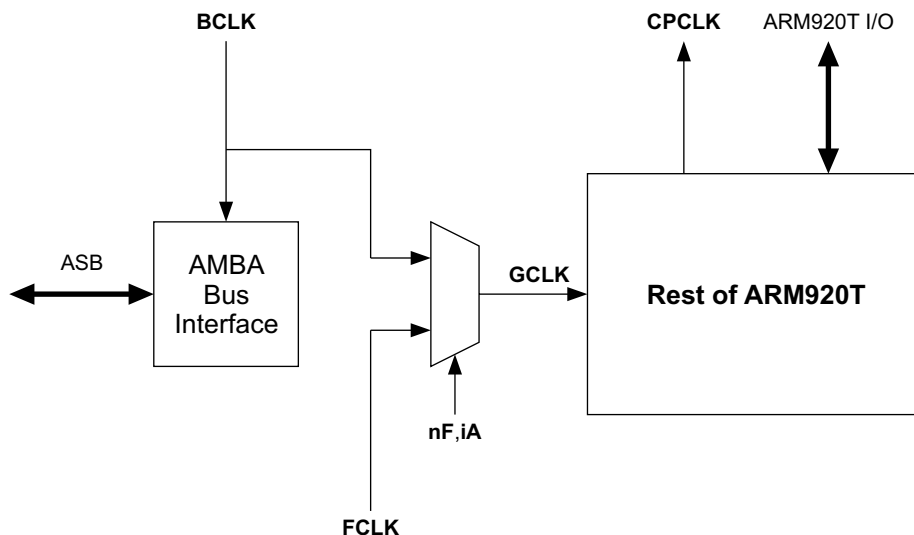 BCLK
CPCLK
ARM920T I/O
ASB
AMBA
Bus
Interface
GCLK
Rest of ARM920T
nF,iA
FCLK